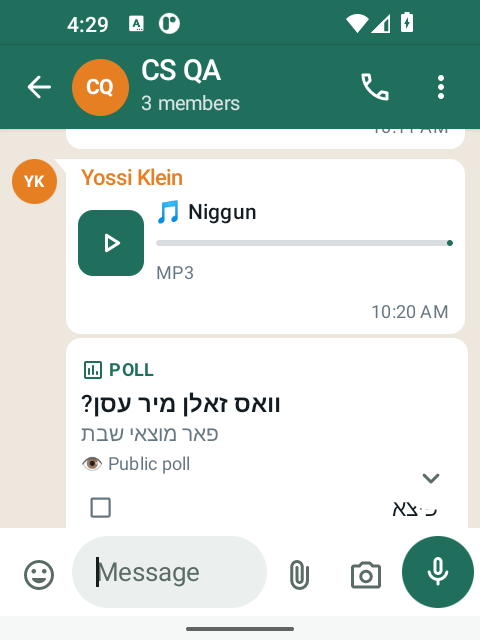 4:29
CQ
CS QA
3 members
YK
Yossi Klein
🎵 Niggun
MP3
10:20 AM
POLL
וואס זאלן מיר עסן?
פאר מוצאי שבת
👁️ Public poll
Message